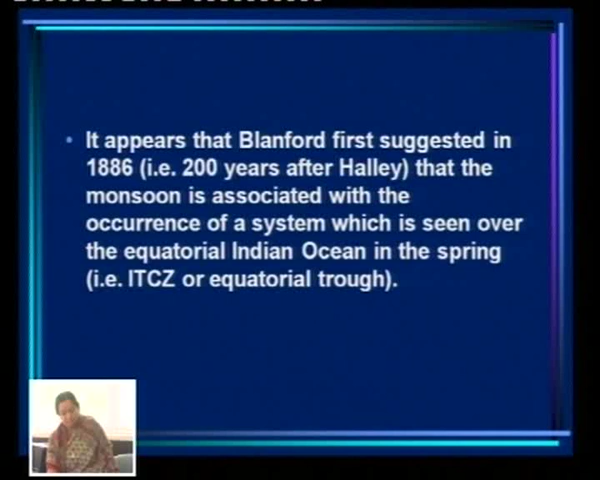 • It appears that Blanford first suggested in
1886 (i.e. 200 years after Halley) that the
monsoon is associated with the
occurrence of a system which is seen over
the equatorial Indian Ocean in the spring
(i.e. ITCZ or equatorial trough).